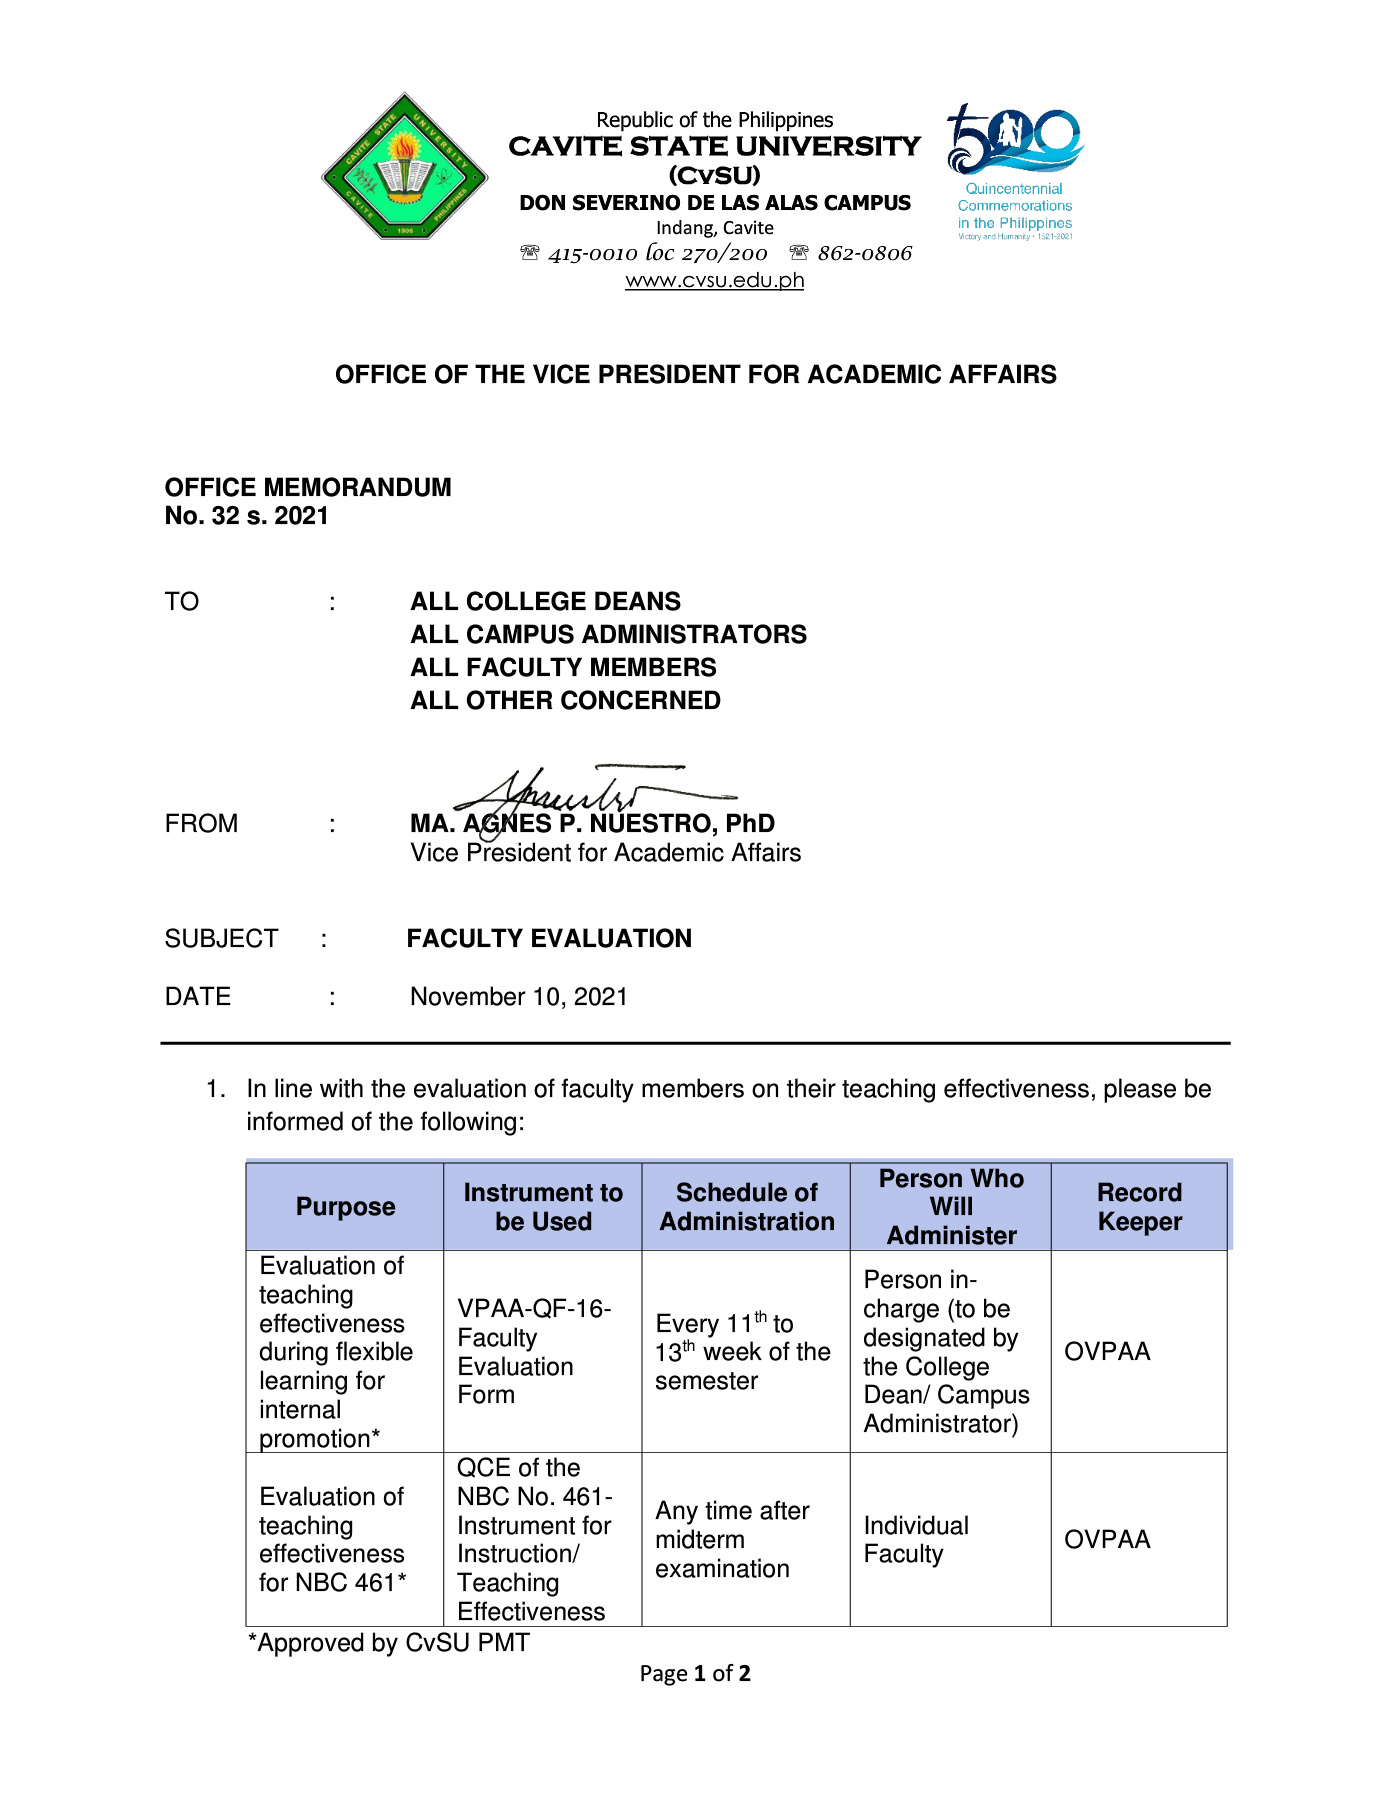 Republic of the Philippines
CAVITE STATE UNIVERSITY
(CvSU)
DON SEVERINO DE LAS ALAS CAMPUS
Indang, Cavite
☏ 415-0010 loc 270/200 ☏ 862-0806
www.cvsu.edu.ph
CAVITE STATE UNIVERSITY
CAVITE PHILIPPINES
1906
500
Quincentennial
Commemorations
in the Philippines
Victory and Humanity • 1521-2021
OFFICE OF THE VICE PRESIDENT FOR ACADEMIC AFFAIRS
OFFICE MEMORANDUM
No. 32 s. 2021
TO : ALL COLLEGE DEANS
ALL CAMPUS ADMINISTRATORS
ALL FACULTY MEMBERS
ALL OTHER CONCERNED
FROM : MA. AGNES P. NUESTRO, PhD
Vice President for Academic Affairs
SUBJECT : FACULTY EVALUATION
DATE : November 10, 2021
1. In line with the evaluation of faculty members on their teaching effectiveness, please be
informed of the following:
Purpose
Instrument to
be Used
Schedule of
Administration
Person Who
Will
Administer
Record
Keeper
Evaluation of
teaching
effectiveness
during flexible
learning for
internal
promotion*
VPAA-QF-16-
Faculty
Evaluation
Form
Every 11th to
13th week of the
semester
Person in-
charge (to be
designated by
the College
Dean/ Campus
Administrator)
OVPAA
Evaluation of
teaching
effectiveness
for NBC 461*
QCE of the
NBC No. 461-
Instrument for
Instruction/
Teaching
Effectiveness
Any time after
midterm
examination
Individual
Faculty
OVPAA
*Approved by CvSU PMT
Page 1 of 2